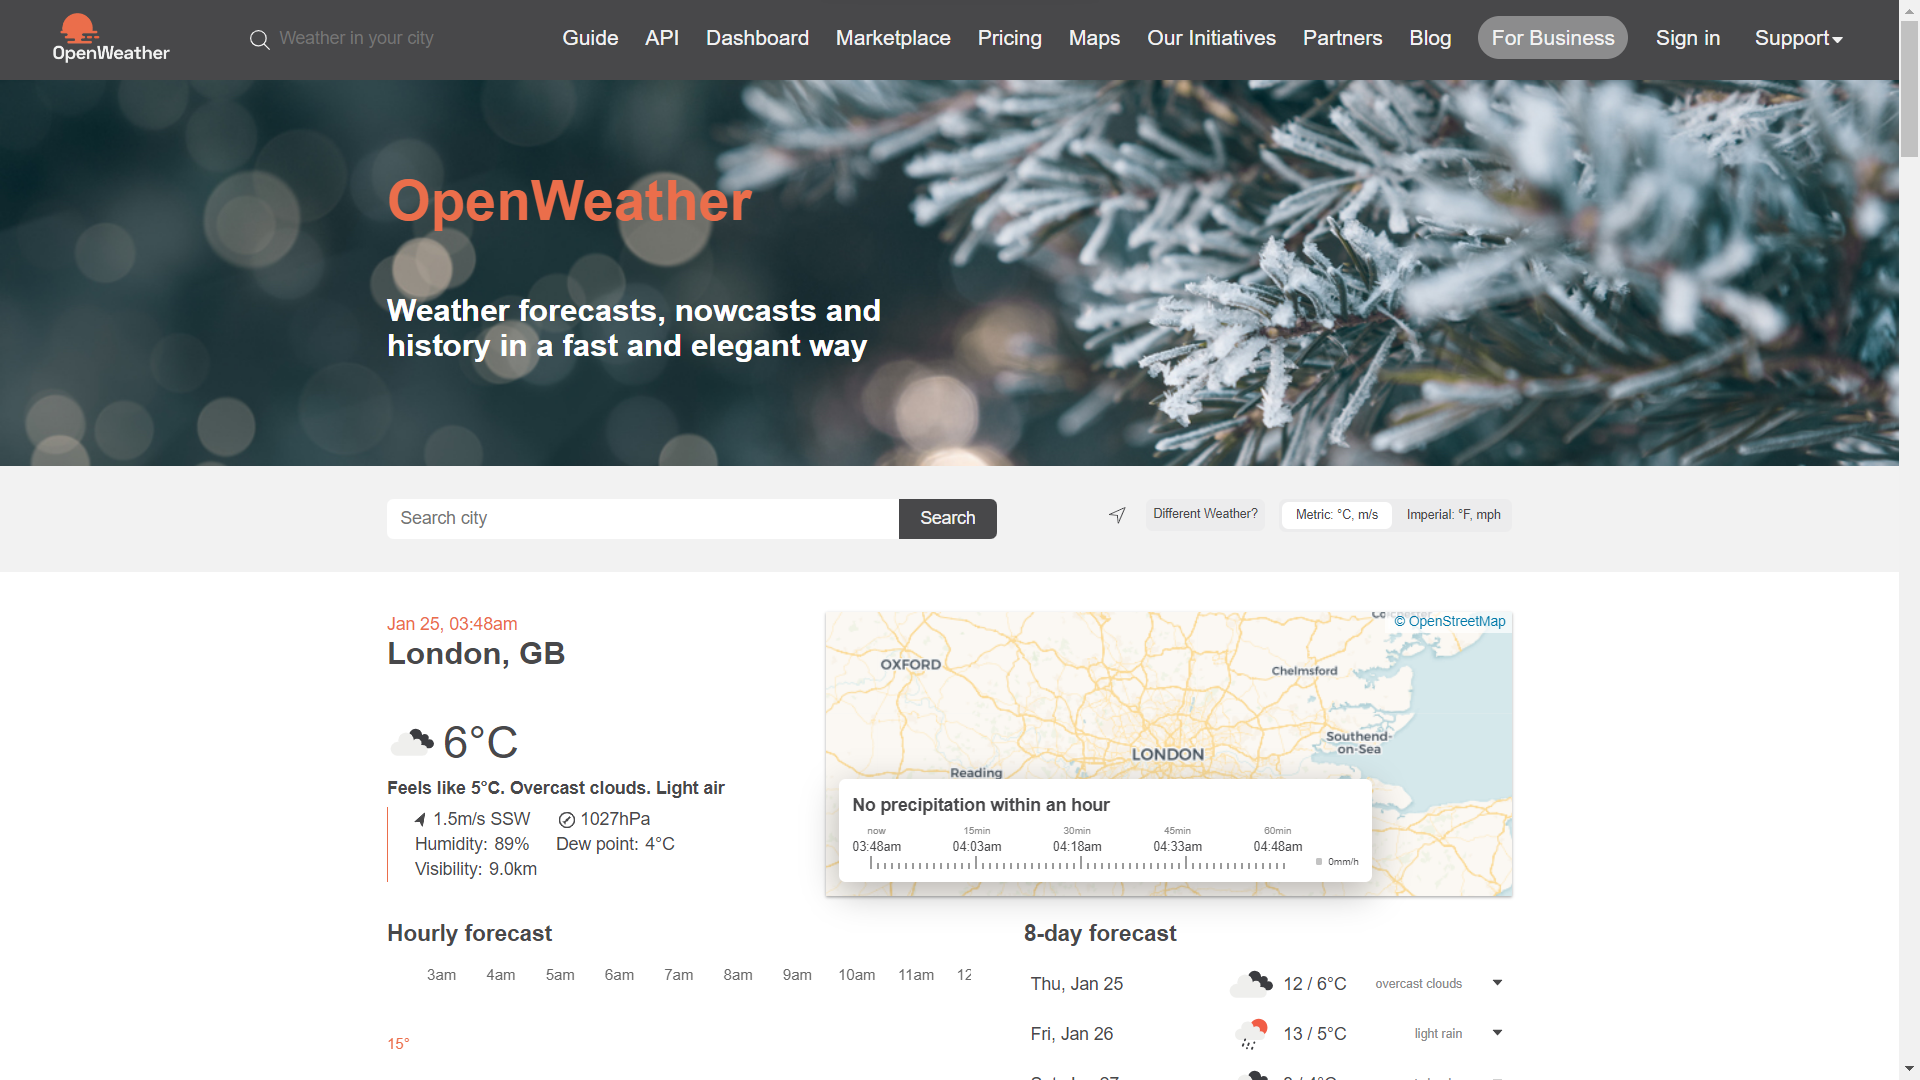 OpenWeather
Weather in your city
Guide
API
Dashboard
Marketplace
Pricing
Maps
Our Initiatives
Partners
Blog
For Business
Sign in
Support
OpenWeather
Weather forecasts, nowcasts and
history in a fast and elegant way
Search city
Search
Different Weather?
Metric: °C, m/s
Imperial: °F, mph
Jan 25, 03:48am
London, GB
6°C
Feels like 5°C. Overcast clouds. Light air
1.5m/s SSW
1027hPa
Humidity: 89%
Dew point: 4°C
Visibility: 9.0km
© OpenStreetMap
OXFORD
Chelmsford
LONDON
Southend-
on-Sea
Reading
No precipitation within an hour
now
15min
30min
45min
60min
03:48am
04:03am
04:18am
04:33am
04:48am
0mm/h
Hourly forecast
3am
4am
5am
6am
7am
8am
9am
10am
11am
12
15°
8-day forecast
Thu, Jan 25
12 / 6°C
overcast clouds
Fri, Jan 26
13 / 5°C
light rain